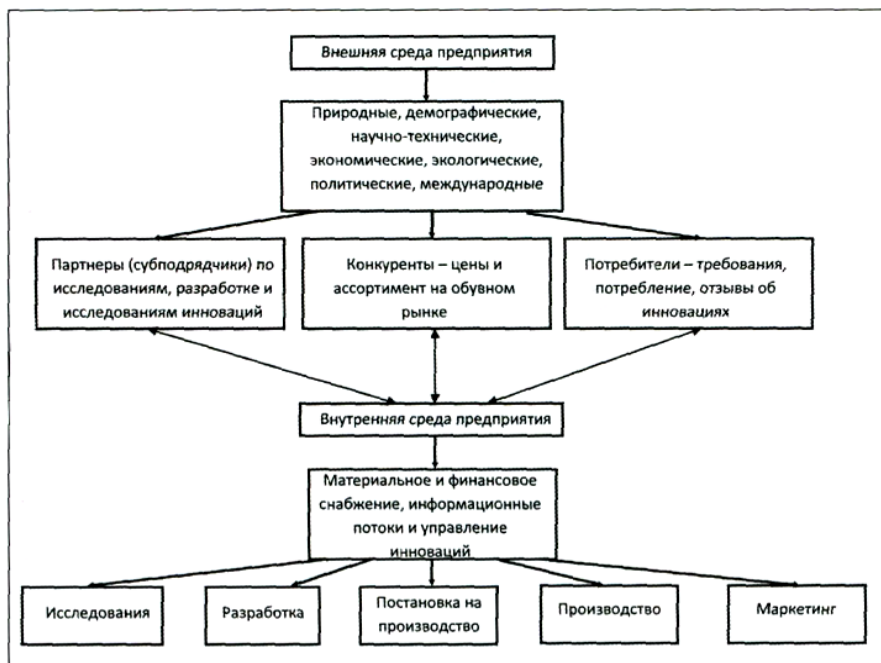 Внешняя среда предприятия
Природные, демографические,
научно-технические,
экономические, экологические,
политические, международные
Партнеры (субподрядчики) по
исследованиям, разработке и
исследованиям инноваций
Конкуренты – цены и
ассортимент на обувном
рынке
Потребители – требования,
потребление, отзывы об
инновациях
Внутренняя среда предприятия
Материальное и финансовое
снабжение, информационные
потоки и управление
инноваций
Исследования
Разработка
Постановка на
производство
Производство
Маркетинг